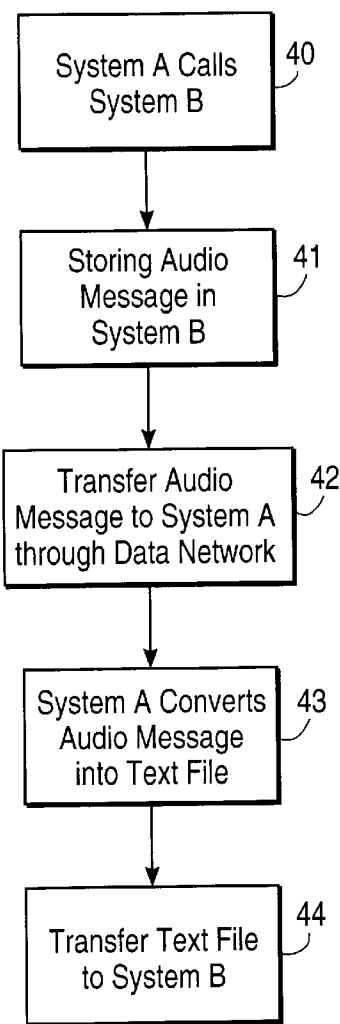 System A Calls
System B
40
Storing Audio
Message in
System B
41
Transfer Audio
Message to System A
through Data Network
42
System A Converts
Audio Message
into Text File
43
Transfer Text File
to System B
44